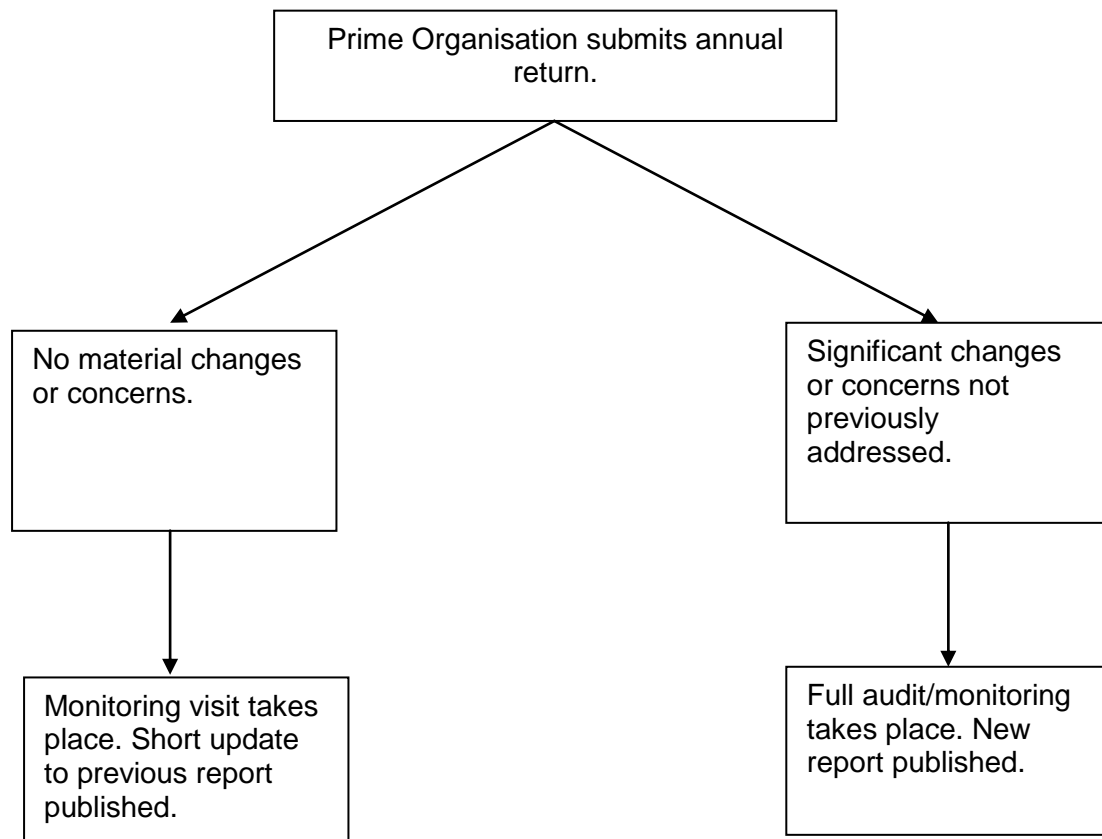 Prime Organisation submits annual
return.
No material changes
or concerns.
Significant changes
or concerns not
previously
addressed.
Monitoring visit takes
place. Short update
to previous report
published.
Full audit/monitoring
takes place. New
report published.